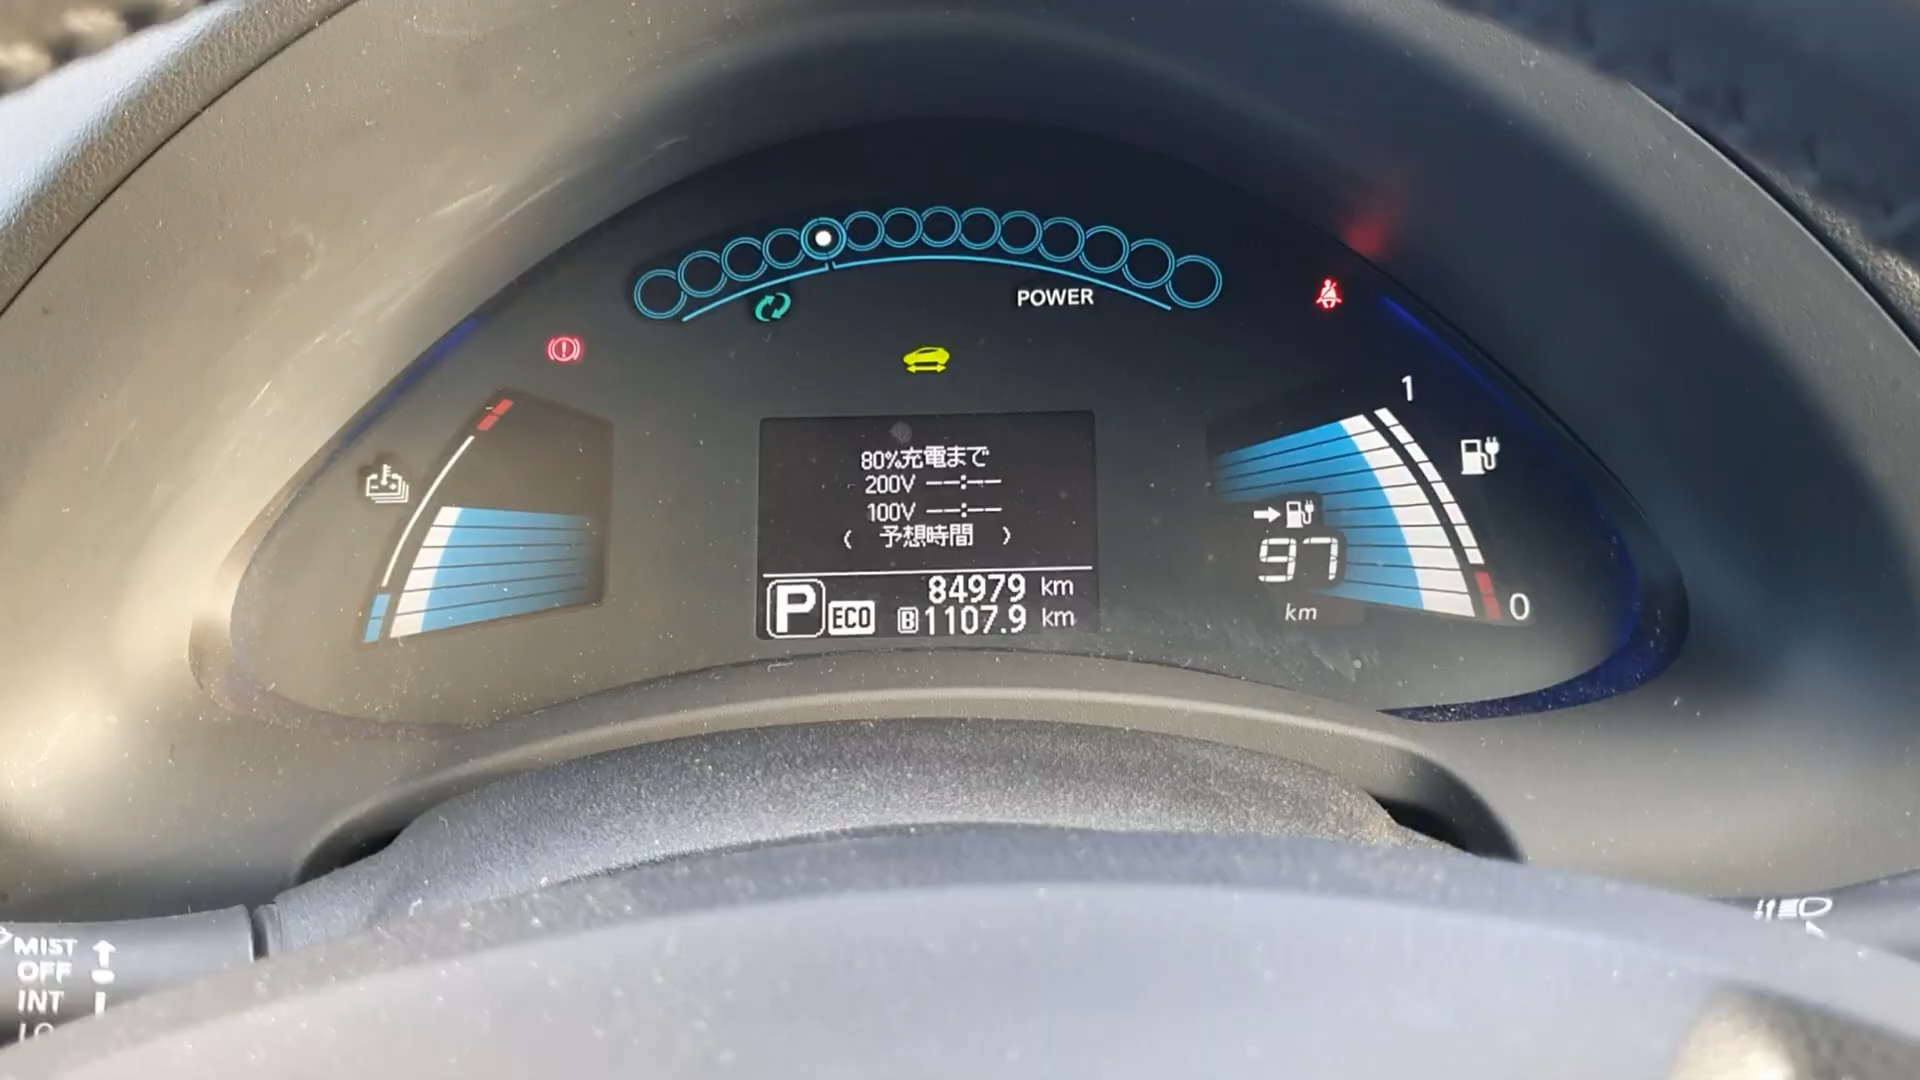 POWER
80%充電まで
200V --:--
100V --:--
( 予想時間 )
P ECO
84979 km
B 1107.9 km
1
97
km
0
MIST
OFF
INT
LO